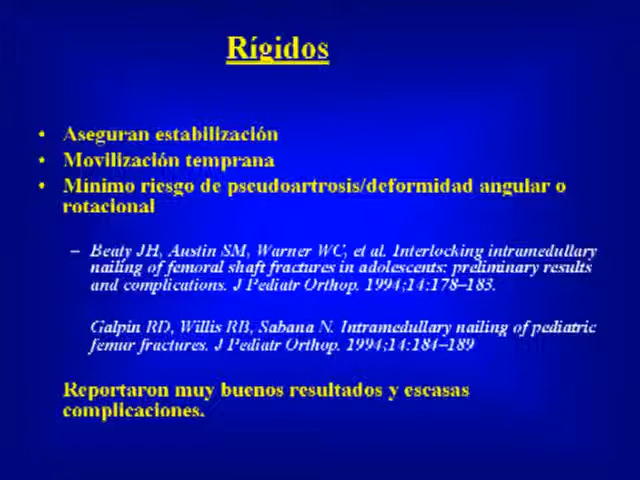 Rígidos
• Aseguran estabilización
• Movilización temprana
• Mínimo riesgo de pseudoartrosis/deformidad angular o
rotacional
– Beaty JH, Austin SM, Warner WC, et al. Interlocking intramedullary
nailing of femoral shaft fractures in adolescents: preliminary results
and complications. J Pediatr Orthop. 1994;14:178–183.
Galpin RD, Willis RB, Sabana N. Intramedullary nailing of pediatric
femur fractures. J Pediatr Orthop. 1994;14:184–189
Reportaron muy buenos resultados y escasas
complicaciones.